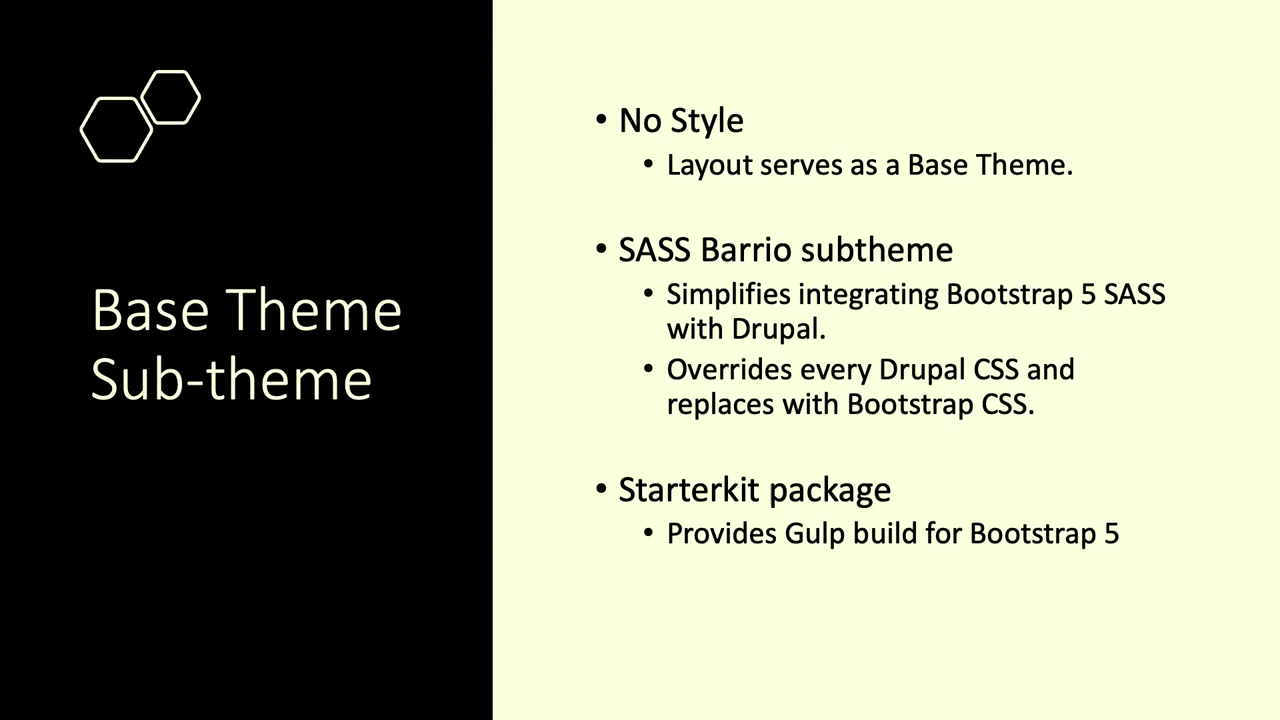 Base Theme
Sub-theme
• No Style
• Layout serves as a Base Theme.
• SASS Barrio subtheme
• Simplifies integrating Bootstrap 5 SASS
with Drupal.
• Overrides every Drupal CSS and
replaces with Bootstrap CSS.
• Starterkit package
• Provides Gulp build for Bootstrap 5